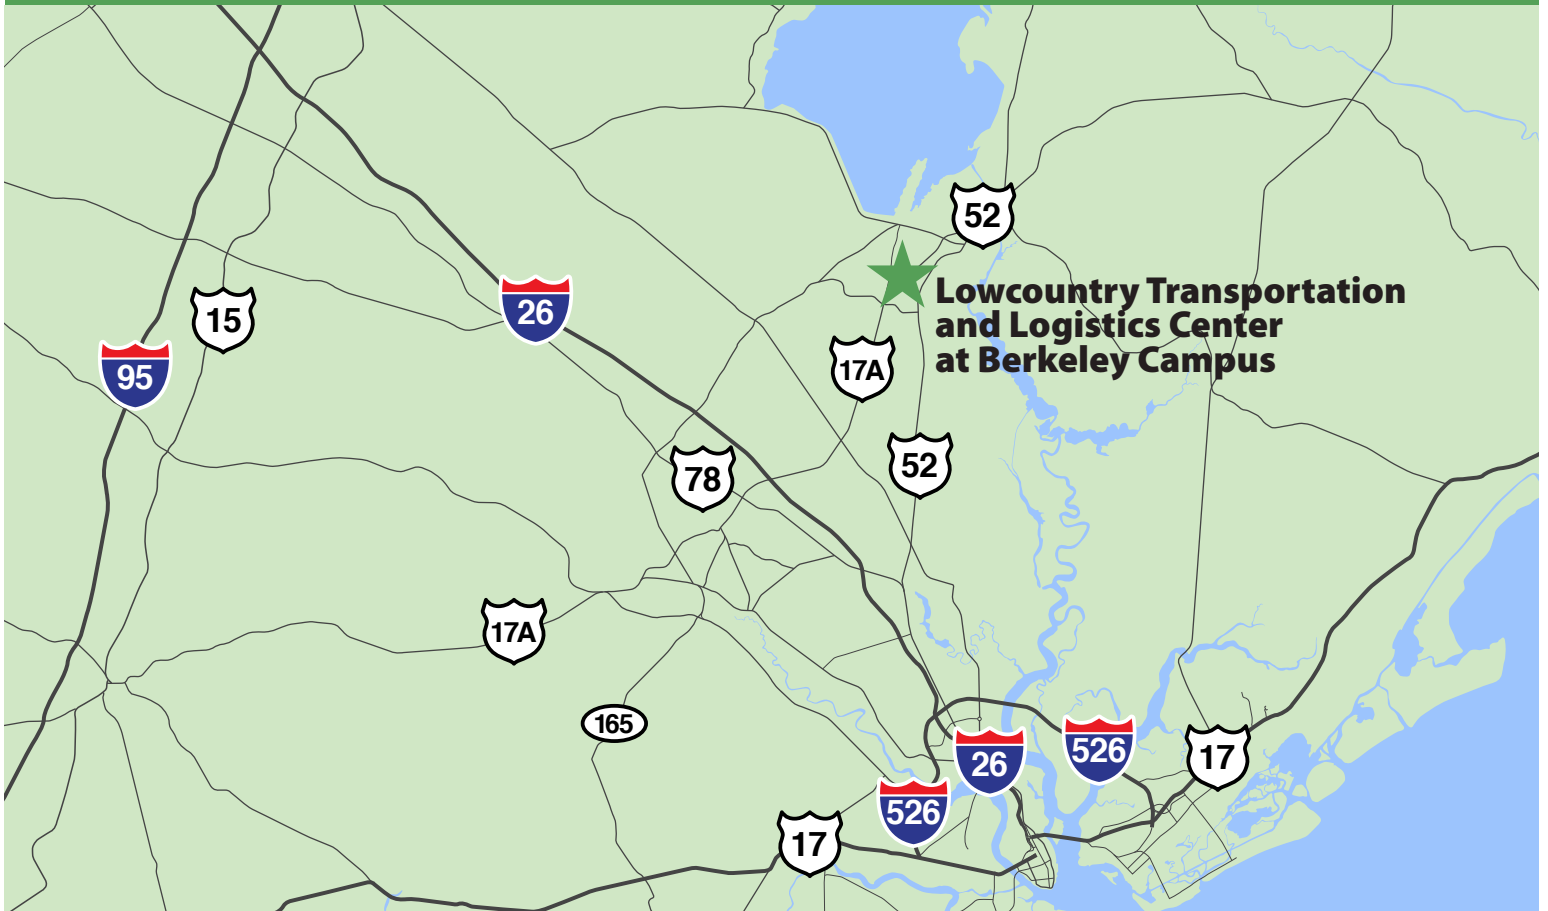 52
Lowcountry Transportation
and Logistics Center
at Berkeley Campus
26
15
95
17A
78
52
17A
165
526
17
26
526
17